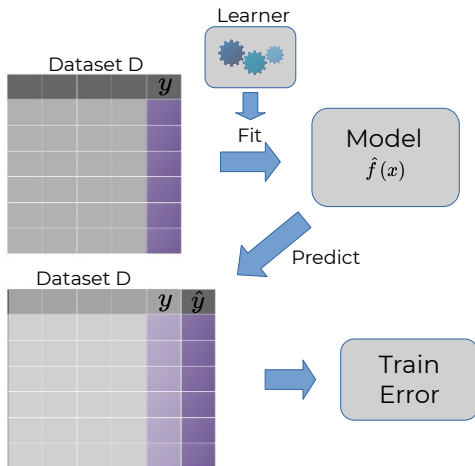 Learner
Dataset D
y
Fit
Model
f̂(x)
Predict
Dataset D
y ŷ
Train
Error